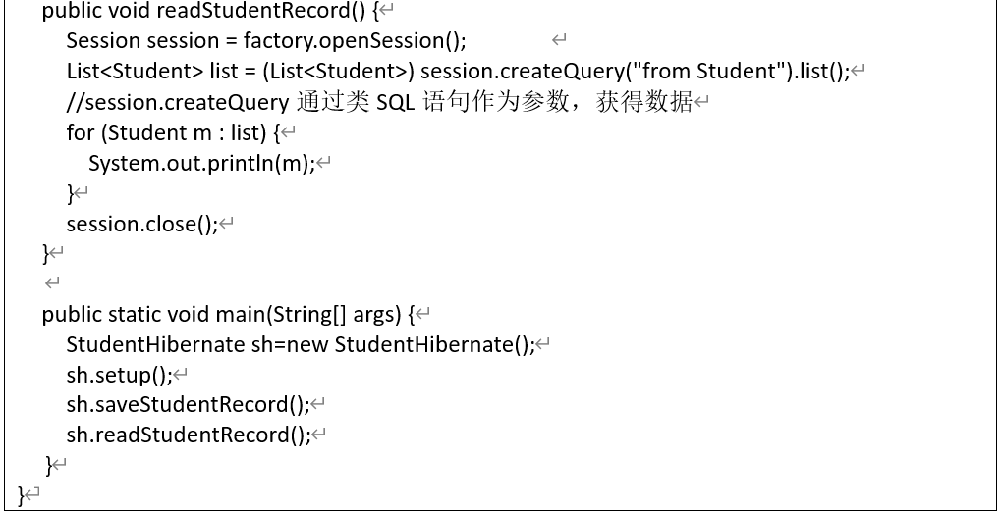 public void readStudentRecord() {
Session session = factory.openSession();
List<Student> list = (List<Student>) session.createQuery("from Student").list();
//session.createQuery 通过类 SQL 语句作为参数，获得数据
for (Student m : list) {
System.out.println(m);
}
session.close();
}
public static void main(String[] args) {
StudentHibernate sh=new StudentHibernate();
sh.setup();
sh.saveStudentRecord();
sh.readStudentRecord();
}
}